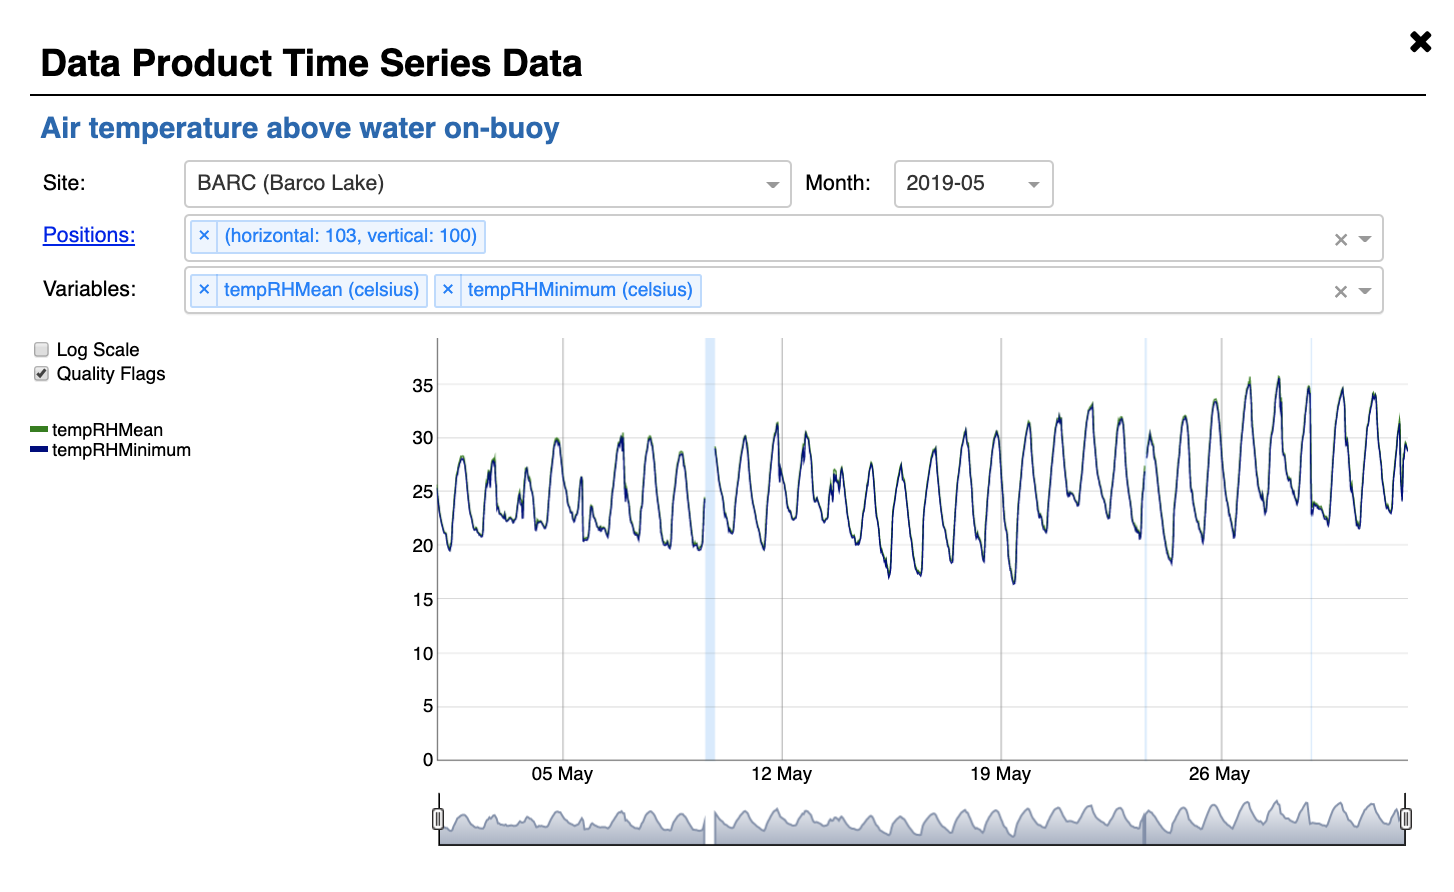 Data Product Time Series Data
Air temperature above water on-buoy
Site: BARC (Barco Lake) Month: 2019-05
Positions: × (horizontal: 103, vertical: 100)
Variables: × tempRHMean (celsius) × tempRHMinimum (celsius)
Log Scale
Quality Flags
tempRHMean
tempRHMinimum
35
30
25
20
15
10
5
0
05 May 12 May 19 May 26 May